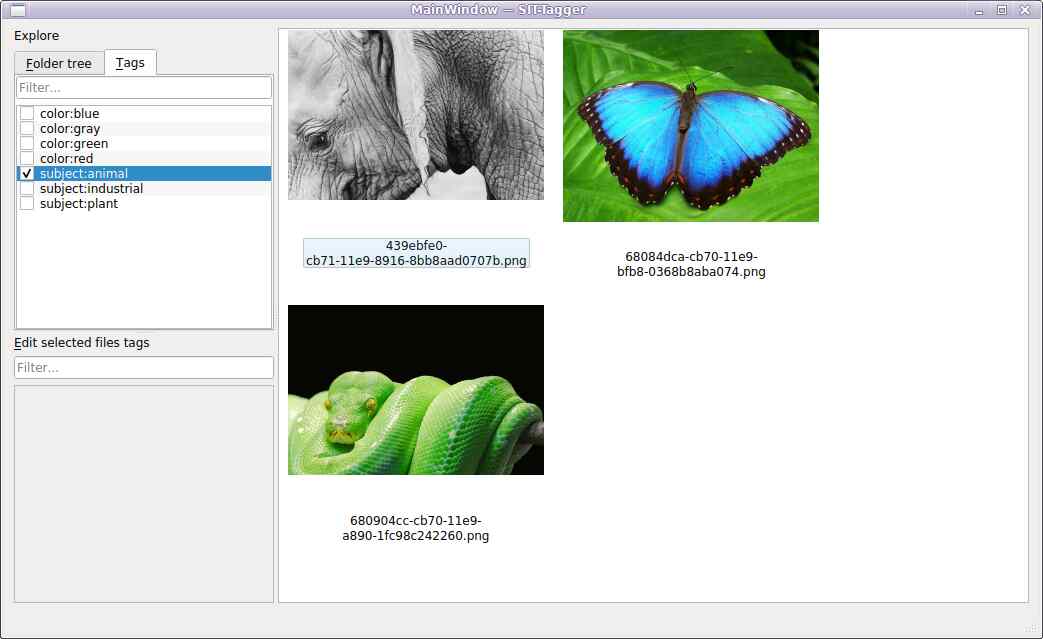 MainWindow — SIT-Tagger
Explore
Folder tree
Tags
Filter...
color:blue
color:gray
color:green
color:red
subject:animal
subject:industrial
subject:plant
Edit selected files tags
Filter...
439ebfe0-
cb71-11e9-8916-8bb8aad0707b.png
68084dca-cb70-11e9-
bfb8-0368b8aba074.png
680904cc-cb70-11e9-
a890-1fc98c242260.png